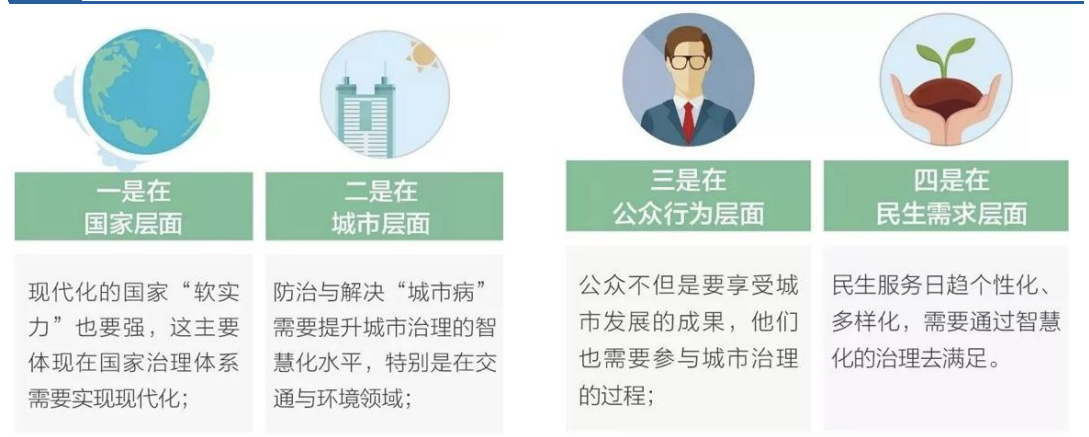 一是在
国家层面
现代化的国家“软实
力”也要强，这主要
体现在国家治理体系
需要实现现代化；
二是在
城市层面
防治与解决“城市病”
需要提升城市治理的智
慧化水平，特别是在交
通与环境领域；
三是在
公众行为层面
公众不但是要享受城
市发展的成果，他们
也需要参与城市治理
的过程；
四是在
民生需求层面
民生服务日趋个性化、
多样化，需要通过智慧
化的治理去满足。